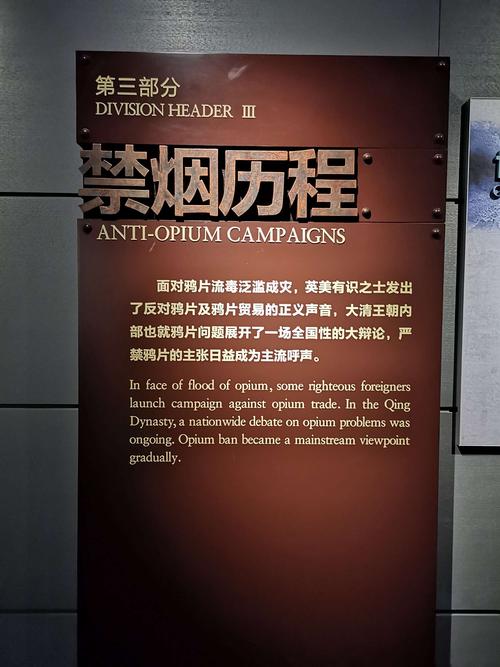 第三部分
DIVISION HEADER III
禁烟历程
ANTI-OPIUM CAMPAIGNS
面对鸦片流毒泛滥成灾，英美有识之士发出
了反对鸦片及鸦片贸易的正义声音，大清王朝内
部也就鸦片问题展开了一场全国性的大辩论，严
禁鸦片的主张日益成为主流呼声。
In face of flood of opium, some righteous foreigners
launch campaign against opium trade. In the Qing
Dynasty, a nationwide debate on opium problems was
ongoing. Opium ban became a mainstream viewpoint
gradually.